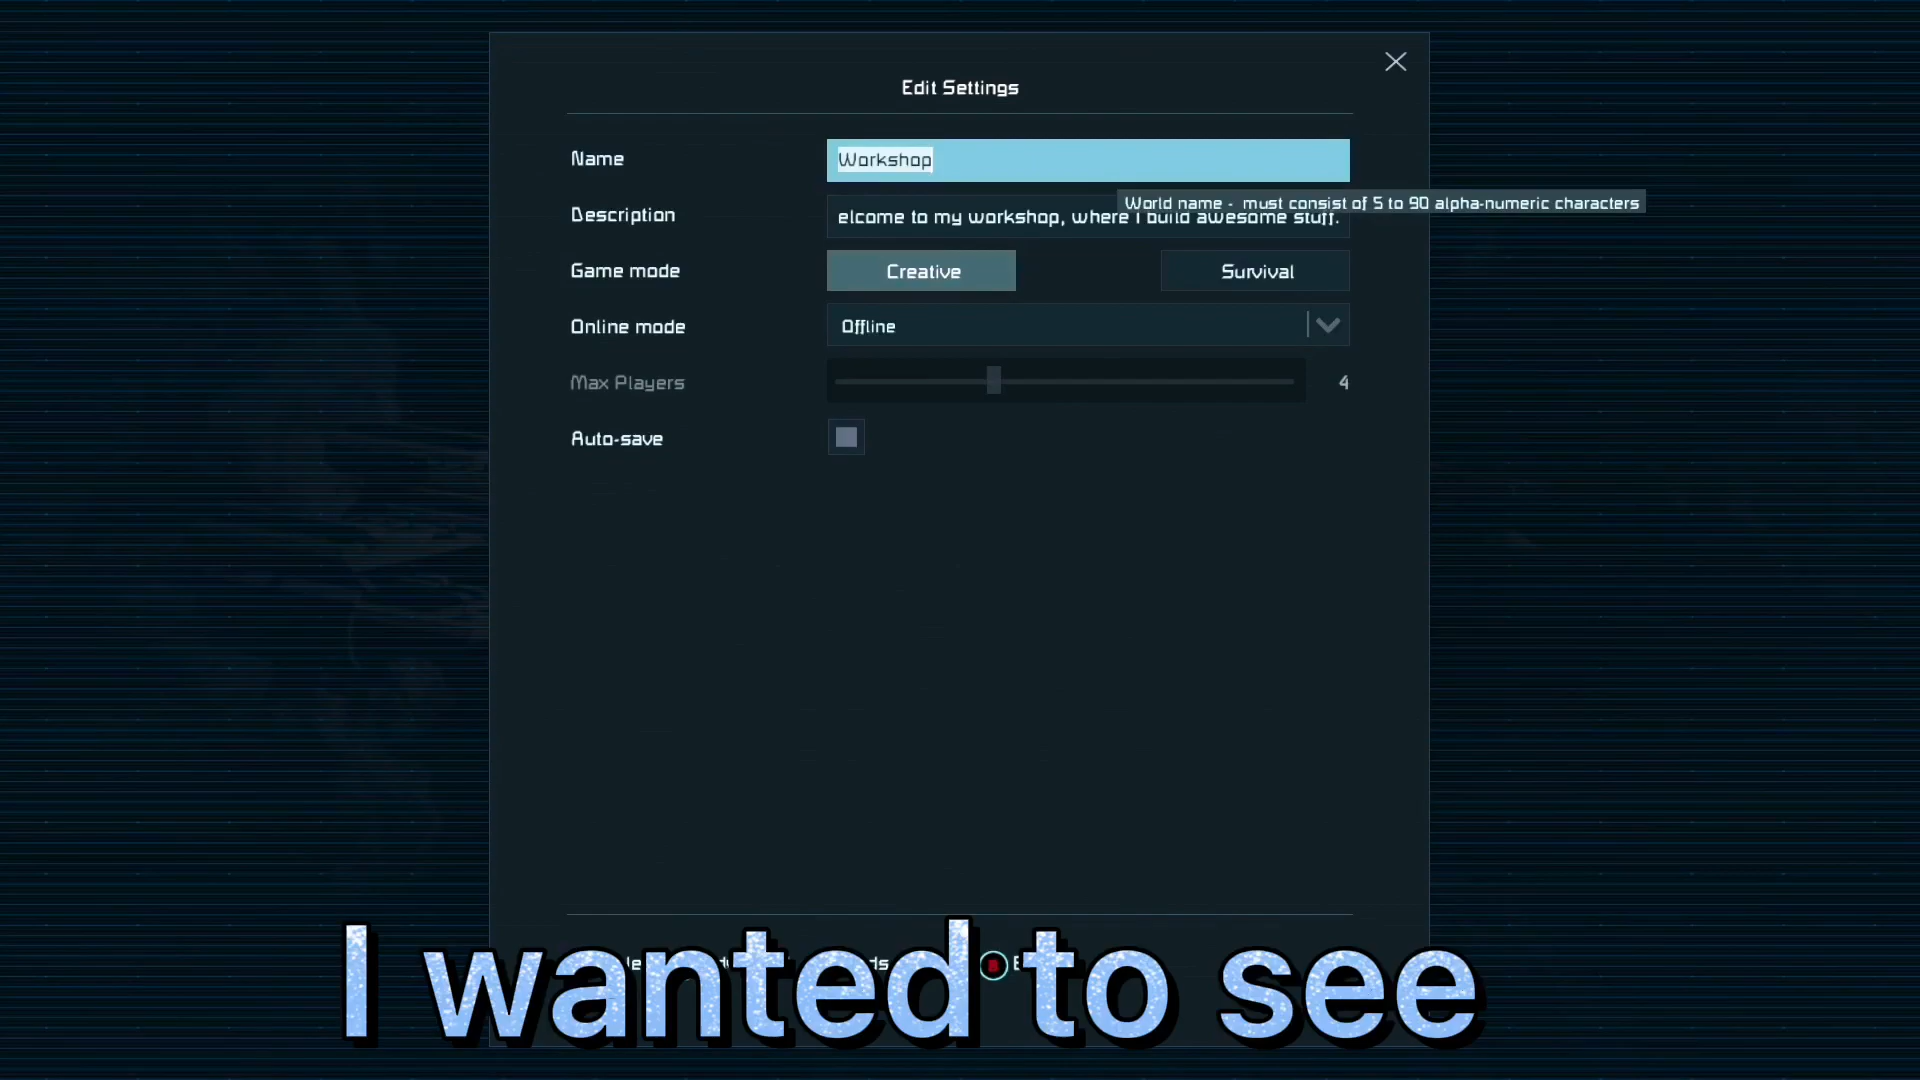 Edit Settings
Name
Workshop
World name - must consist of 5 to 90 alpha-numeric characters
Description
elcome to my workshop, where I build awesome stuff.
Game mode
Creative
Survival
Online mode
Offline
Max Players
4
Auto-save
I wanted to see